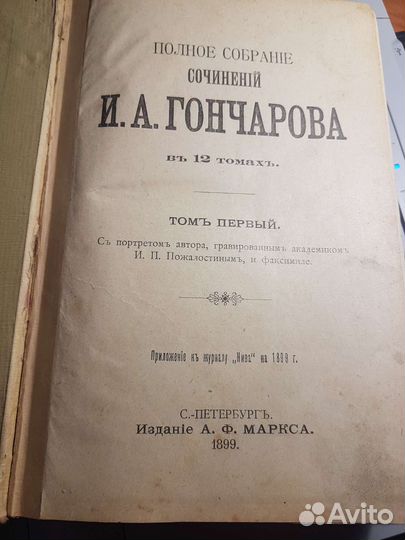 ПОЛНОЕ СОБРАНІЕ
СОЧИНЕНІЙ
И. А. ГОНЧАРОВА
въ 12 томахъ.
ТОМЪ ПЕРВЫЙ.
Съ портретомъ автора, гравированнымъ академикомъ
И. П. Пожалостинымъ, и факсимиле.
Приложеніе къ журналу „Нива“ на 1899 г.
С.-ПЕТЕРБУРГЪ.
Изданіе А. Ф. МАРКСА.
1899.
Avito